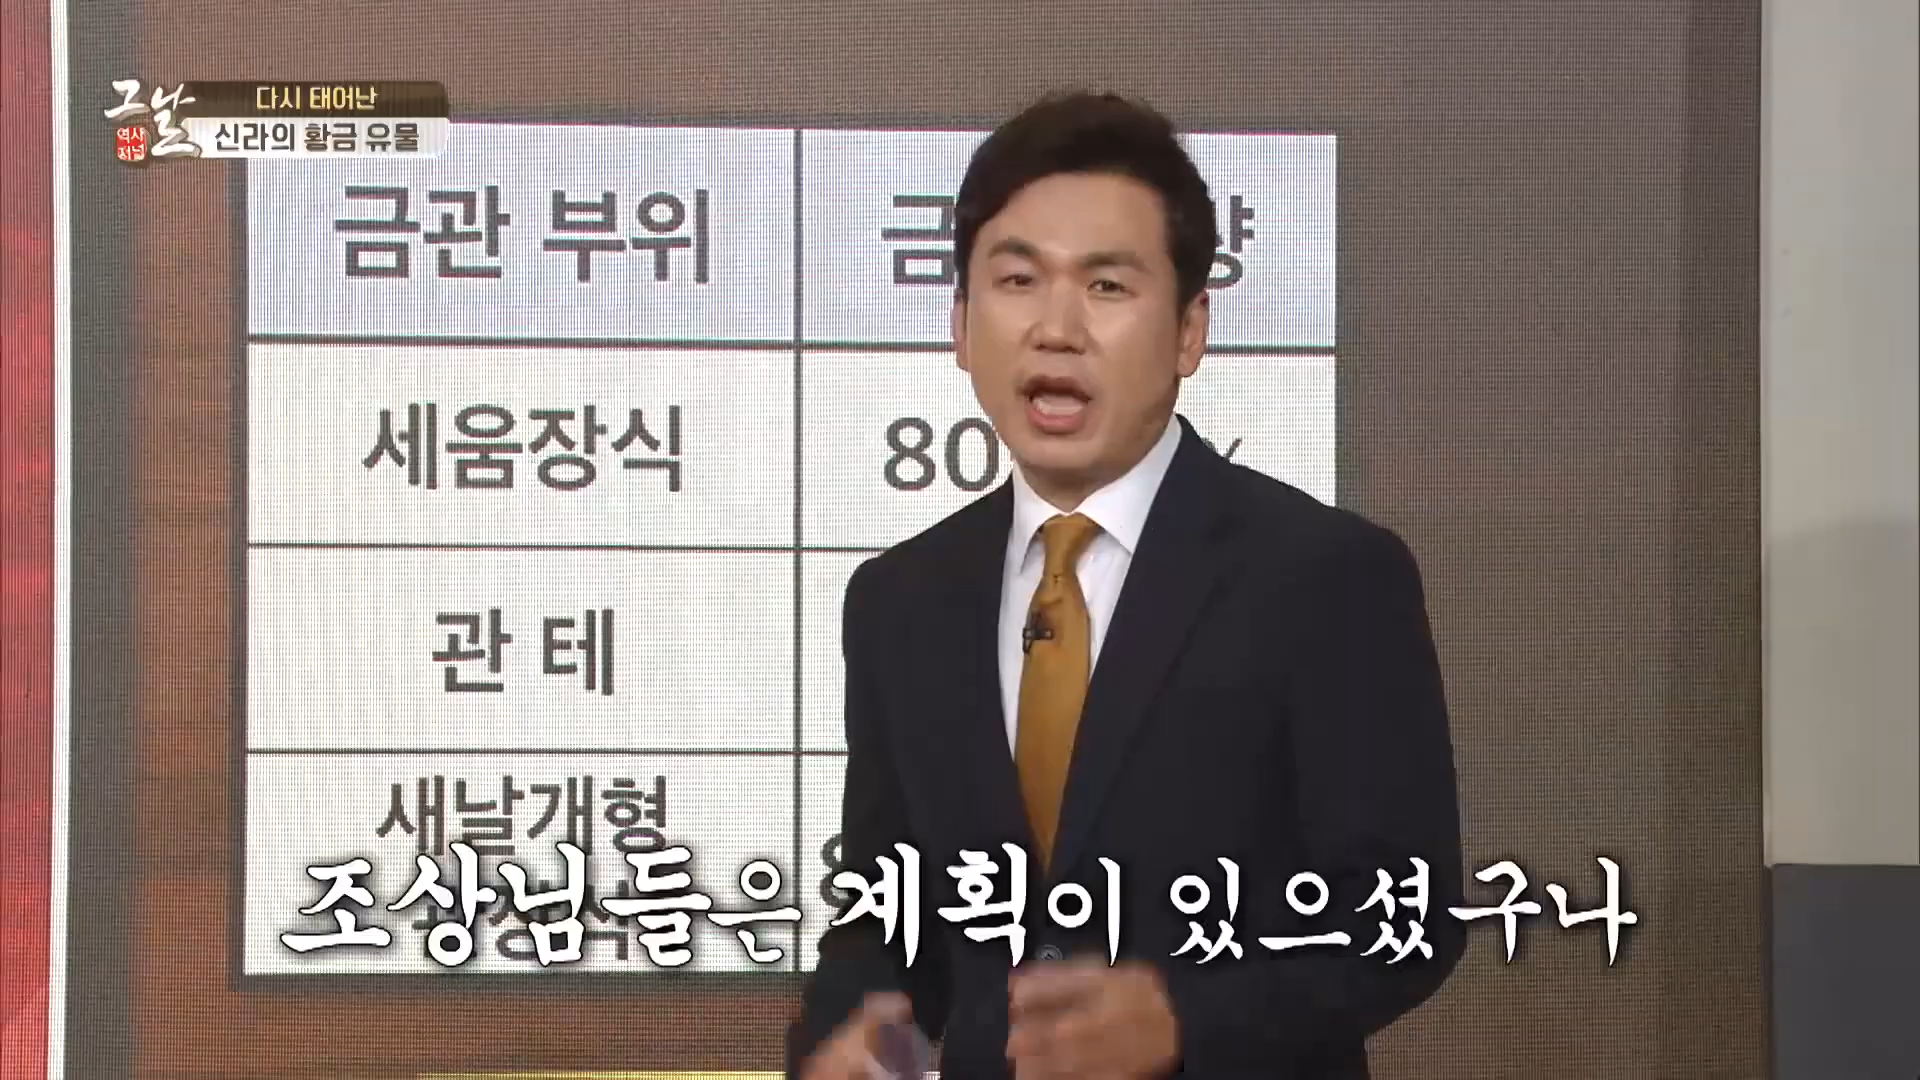 그날
역사
저널
다시 태어난
신라의 황금 유물
금관 부위
세움장식
80
관 테
새날개형
조상님들은 계획이 있으셨구나